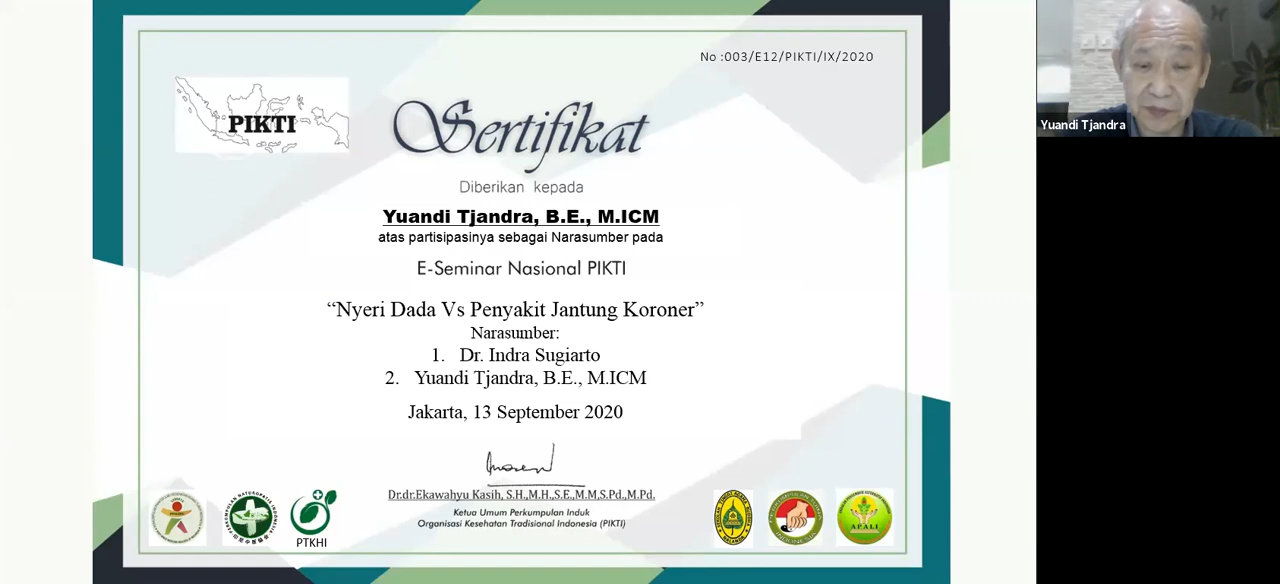 No :003/E12/PIKTI/IX/2020
PIKTI
Sertifikat
Diberikan kepada
Yuandi Tjandra, B.E., M.ICM
atas partisipasinya sebagai Narasumber pada
E-Seminar Nasional PIKTI
“Nyeri Dada Vs Penyakit Jantung Koroner”
Narasumber:
1. Dr. Indra Sugiarto
2. Yuandi Tjandra, B.E., M.ICM
Jakarta, 13 September 2020
Dr.dr.Ekawahyu Kasih, S.H.,M.H.,S.E.,M.M,S.Pd.,M.Pd.
Ketua Umum Perkumpulan Induk
Organisasi Kesehatan Tradisional Indonesia (PIKTI)
PTKHI
APALI
Yuandi Tjandra